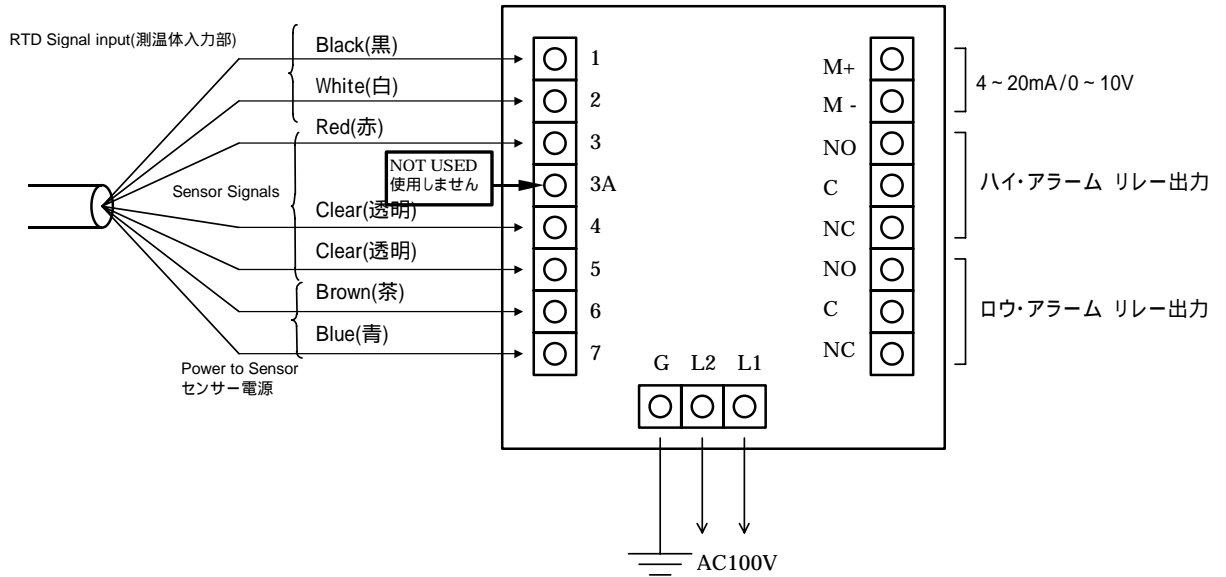 RTD Signal input(測温体入力部)
Black(黒)
White(白)
Red(赤)
NOT USED
使用しません
Sensor Signals
Clear(透明)
Clear(透明)
Brown(茶)
Blue(青)
Power to Sensor
センサー電源
1
2
3
3A
4
5
6
7
M+
M -
NO
C
NC
NO
C
NC
4 ~ 20mA/0 ~ 10V
ハイ・アラーム リレー出力
ロウ・アラーム リレー出力
G L2 L1
AC100V